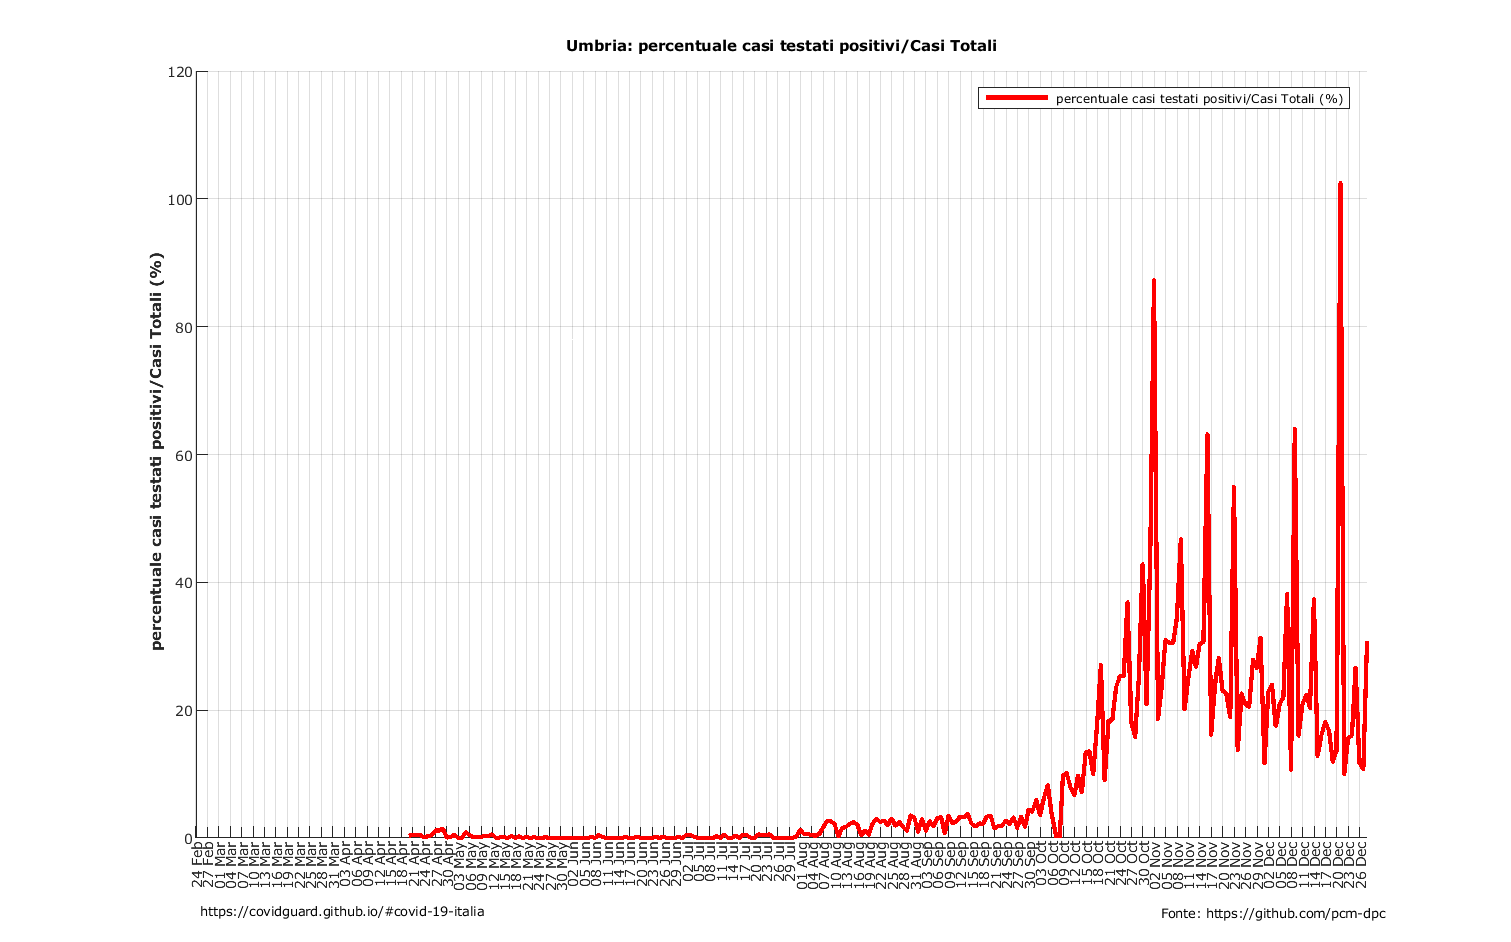 Umbria: percentuale casi testati positivi/Casi Totali
percentuale casi testati positivi/Casi Totali (%)
percentuale casi testati positivi/Casi Totali (%)
120
100
80
60
40
20
0
24 Feb
27 Feb
01 Mar
04 Mar
07 Mar
10 Mar
13 Mar
16 Mar
19 Mar
22 Mar
25 Mar
28 Mar
31 Mar
03 Apr
06 Apr
09 Apr
12 Apr
15 Apr
18 Apr
21 Apr
24 Apr
27 Apr
30 Apr
03 May
06 May
09 May
12 May
15 May
18 May
21 May
24 May
27 May
30 May
02 Jun
05 Jun
08 Jun
11 Jun
14 Jun
17 Jun
20 Jun
23 Jun
26 Jun
29 Jun
02 Jul
05 Jul
08 Jul
11 Jul
14 Jul
17 Jul
20 Jul
23 Jul
26 Jul
29 Jul
01 Aug
04 Aug
07 Aug
10 Aug
13 Aug
16 Aug
19 Aug
22 Aug
25 Aug
28 Aug
31 Aug
03 Sep
06 Sep
09 Sep
12 Sep
15 Sep
18 Sep
21 Sep
24 Sep
27 Sep
30 Sep
03 Oct
06 Oct
09 Oct
12 Oct
15 Oct
18 Oct
21 Oct
24 Oct
27 Oct
30 Oct
02 Nov
05 Nov
08 Nov
11 Nov
14 Nov
17 Nov
20 Nov
23 Nov
26 Nov
29 Nov
02 Dec
05 Dec
08 Dec
11 Dec
14 Dec
17 Dec
20 Dec
23 Dec
26 Dec
https://covidguard.github.io/#covid-19-italia
Fonte: https://github.com/pcm-dpc